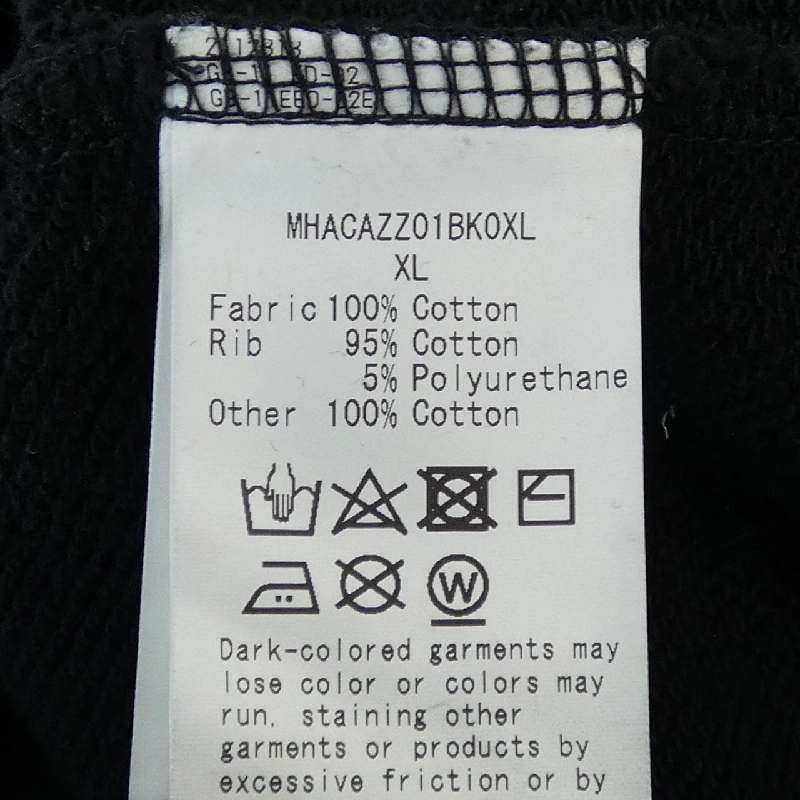 MHACAZZ01BK0XL
XL
Fabric 100% Cotton
Rib 95% Cotton
5% Polyurethane
Other 100% Cotton
W
Dark-colored garments may
lose color or colors may
run, staining other
garments or products by
excessive friction or by